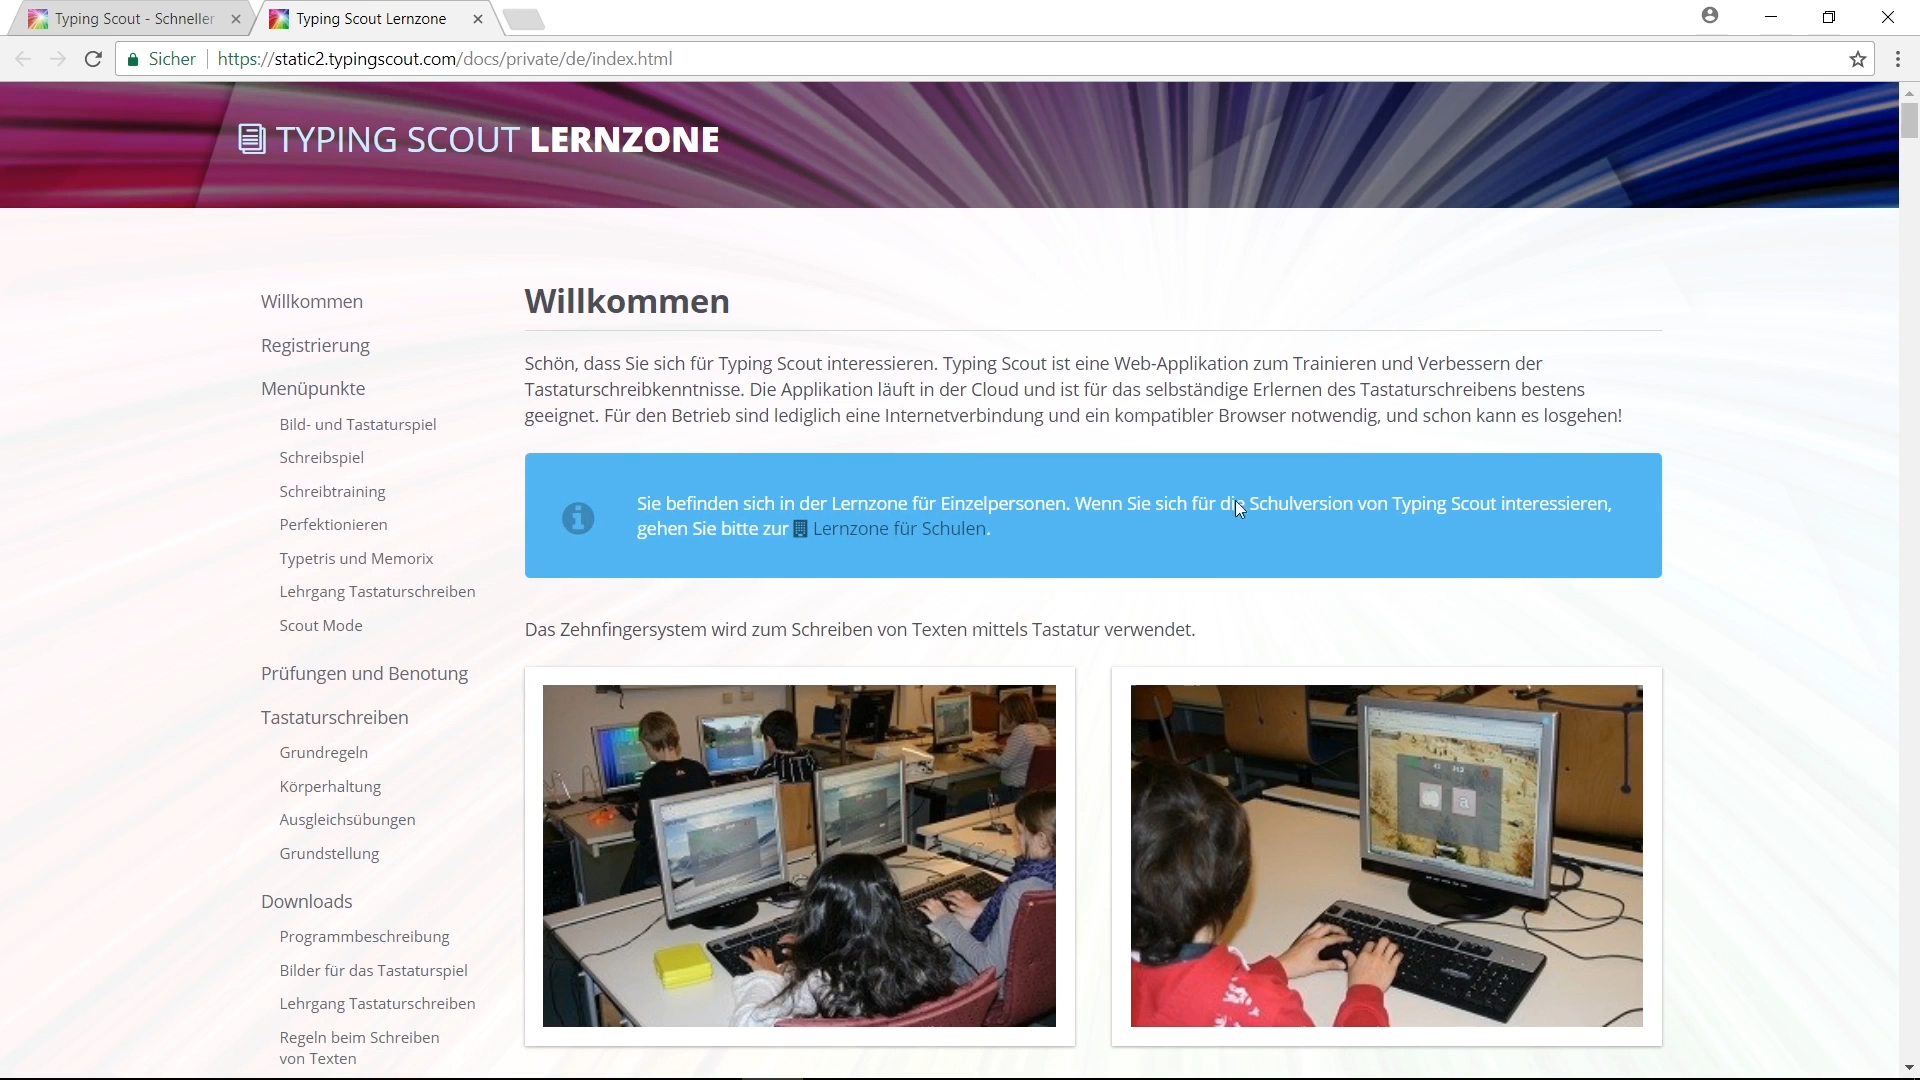 Typing Scout - Schneller
Typing Scout Lernzone
Sicher
https://static2.typingscout.com/docs/private/de/index.html
TYPING SCOUT LERNZONE
Willkommen
Registrierung
Menüpunkte
Bild- und Tastaturspiel
Schreibspiel
Schreibtraining
Perfektionieren
Typetris und Memorix
Lehrgang Tastaturschreiben
Scout Mode
Prüfungen und Benotung
Tastaturschreiben
Grundregeln
Körperhaltung
Ausgleichsübungen
Grundstellung
Downloads
Programmbeschreibung
Bilder für das Tastaturspiel
Lehrgang Tastaturschreiben
Regeln beim Schreiben
von Texten
Willkommen
Schön, dass Sie sich für Typing Scout interessieren. Typing Scout ist eine Web-Applikation zum Trainieren und Verbessern der
Tastaturschreibkenntnisse. Die Applikation läuft in der Cloud und ist für das selbständige Erlernen des Tastaturschreibens bestens
geeignet. Für den Betrieb sind lediglich eine Internetverbindung und ein kompatibler Browser notwendig, und schon kann es losgehen!
Sie befinden sich in der Lernzone für Einzelpersonen. Wenn Sie sich für die Schulversion von Typing Scout interessieren,
gehen Sie bitte zur Lernzone für Schulen.
Das Zehnfingersystem wird zum Schreiben von Texten mittels Tastatur verwendet.
a